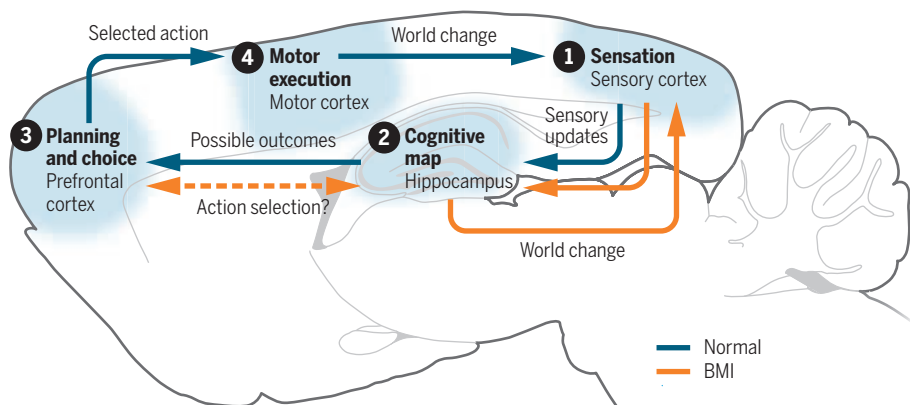 Selected action
World change
4 Motor
execution
Motor cortex
1 Sensation
Sensory cortex
Sensory
updates
3 Planning
and choice
Prefrontal
cortex
Possible outcomes
2 Cognitive
map
Hippocampus
Action selection?
World change
Normal
BMI